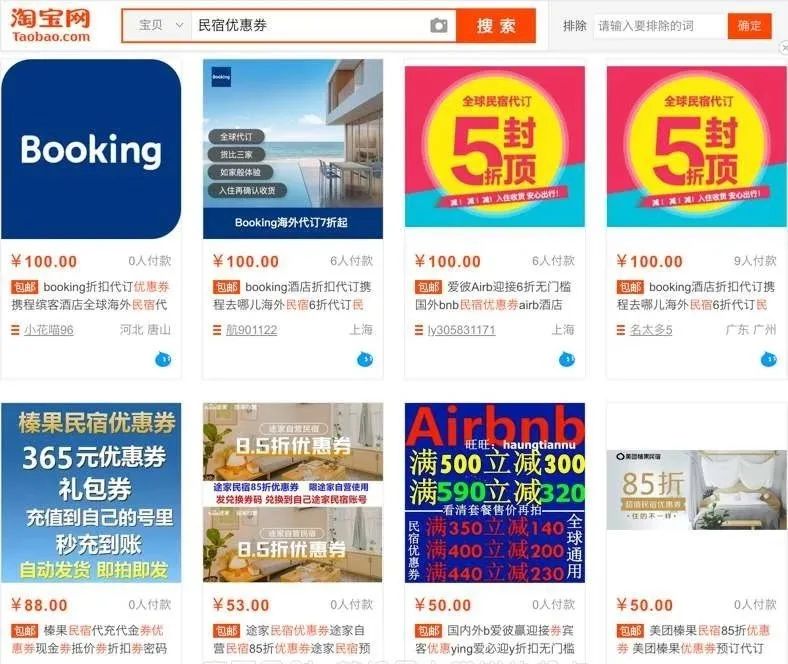 淘宝网
Taobao.com
宝贝
民宿优惠券
搜 索
排除
请输入要排除的词
确定
Booking
¥100.00 0人付款
包邮 booking折扣代订优惠券
携程缤客酒店全球海外民宿代
小花喵96 河北 唐山
Booking
全球代订
货比三家
如家般体验
入住再确认收货
Booking海外代订7折起
¥100.00 6人付款
包邮 booking酒店折扣代订携
程去哪儿海外民宿6折代订民
航901122 上海
全球民宿代订
5折封顶
减!减!减!入住收货 安心出行!
¥100.00 6人付款
包邮 爱彼Airb迎接6折无门槛
国外bnb民宿优惠券airb酒店
ly305831171 上海
全球民宿代订
5折封顶
减!减!减!入住收货 安心出行!
¥100.00 9人付款
包邮 booking酒店折扣代订携
程去哪儿海外民宿6折代订民
名太多5 广东 广州
榛果民宿优惠券
365元优惠券
礼包券
充值到自己的号里
秒充到账
自动发货 即拍即发
¥88.00 0人付款
包邮 榛果民宿代充代金券优
惠券现金券抵价券折扣券密码
途家自营民宿
8.5折优惠券
途家民宿85折优惠券 限途家自营使用
发兑换券码 兑换到自己途家民宿账号
8.5折优惠券
¥53.00 0人付款
包邮 途家民宿优惠券途家自
营民宿85折优惠券民宿预
Airbnb
旺旺:haungtiannu
满500立减300
满590立减320
看清套餐售价再拍
民宿优惠券
满350立减140
满400立减200
满440立减230
全球通用
¥50.00 0人付款
包邮 国内外b爱彼赢迎接券宾
客优惠ying爱必迎y折扣无门槛
美团榛果民宿
85折
超值民宿优惠券
·住的不一样·
¥50.00 0人付款
包邮 美团榛果民宿85折优惠
券 美团榛果优惠券预订代订